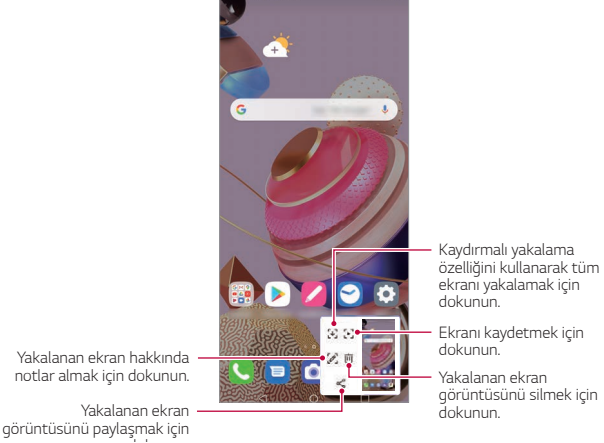 Kaydırmalı yakalama
özelliğini kullanarak tüm
ekranı yakalamak için
dokunun.
Ekranı kaydetmek için
dokunun.
Yakalanan ekran
görüntüsünü silmek için
dokunun.
Yakalanan ekran hakkında
notlar almak için dokunun.
Yakalanan ekran
görüntüsünü paylaşmak için